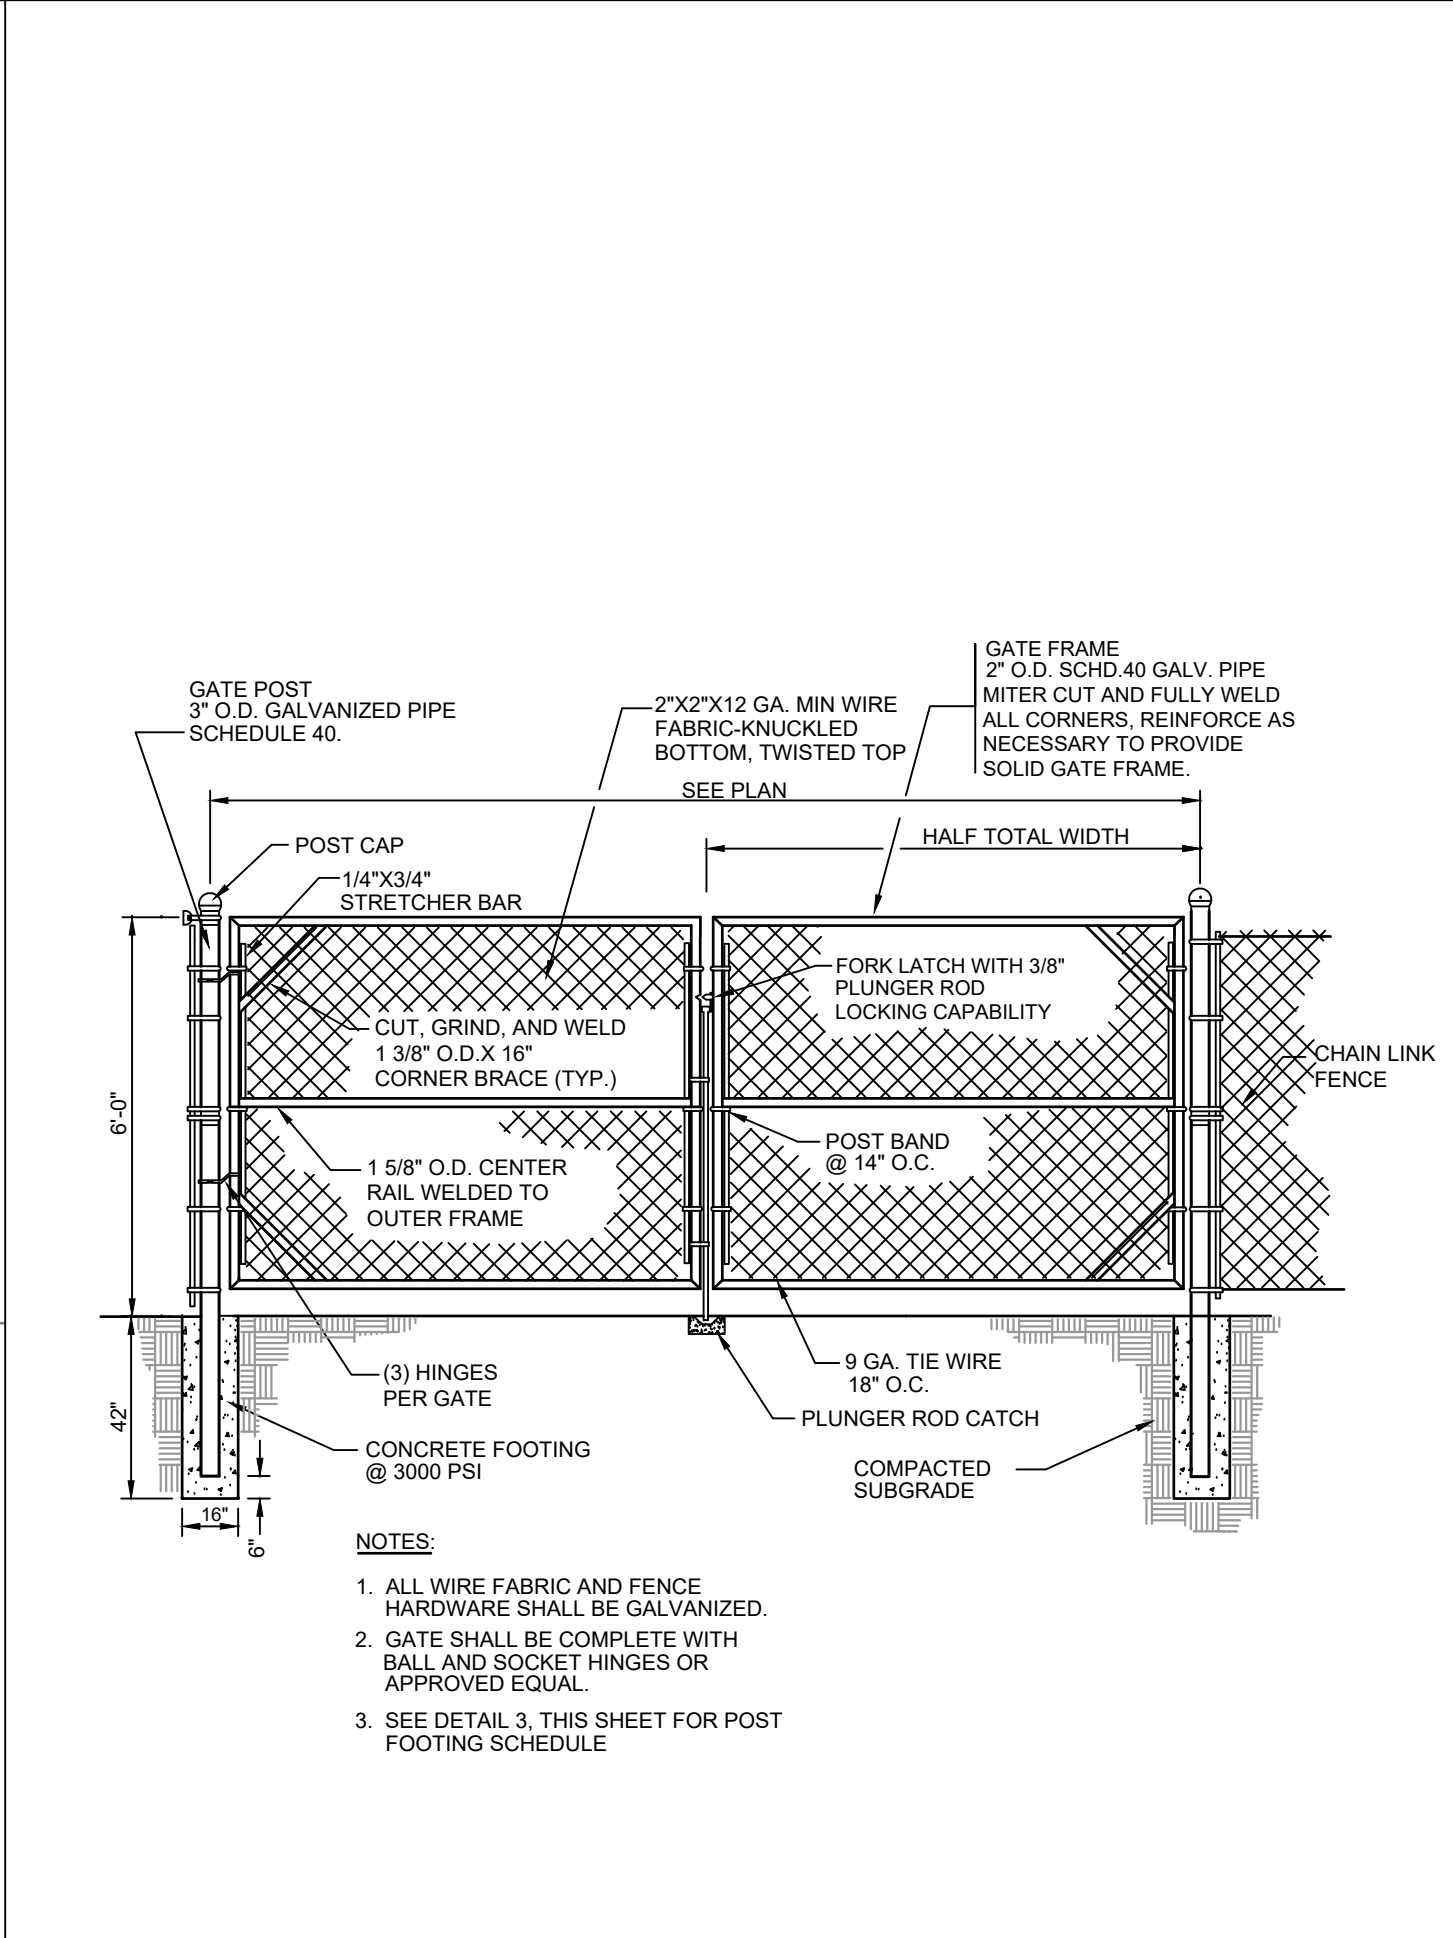 GATE FRAME
2" O.D. SCHD.40 GALV. PIPE
MITER CUT AND FULLY WELD
ALL CORNERS, REINFORCE AS
NECESSARY TO PROVIDE
SOLID GATE FRAME.
GATE POST
3" O.D. GALVANIZED PIPE
SCHEDULE 40.
2"X2"X12 GA. MIN WIRE
FABRIC-KNUCKLED
BOTTOM, TWISTED TOP
SEE PLAN
HALF TOTAL WIDTH
POST CAP
1/4"X3/4"
STRETCHER BAR
FORK LATCH WITH 3/8"
PLUNGER ROD
LOCKING CAPABILITY
CUT, GRIND, AND WELD
1 3/8" O.D.X 16"
CORNER BRACE (TYP.)
CHAIN LINK
FENCE
6'-0"
POST BAND
@ 14" O.C.
1 5/8" O.D. CENTER
RAIL WELDED TO
OUTER FRAME
(3) HINGES
PER GATE
9 GA. TIE WIRE
18" O.C.
42"
PLUNGER ROD CATCH
CONCRETE FOOTING
@ 3000 PSI
COMPACTED
SUBGRADE
16"
6"
NOTES:
1. ALL WIRE FABRIC AND FENCE
HARDWARE SHALL BE GALVANIZED.
2. GATE SHALL BE COMPLETE WITH
BALL AND SOCKET HINGES OR
APPROVED EQUAL.
3. SEE DETAIL 3, THIS SHEET FOR POST
FOOTING SCHEDULE